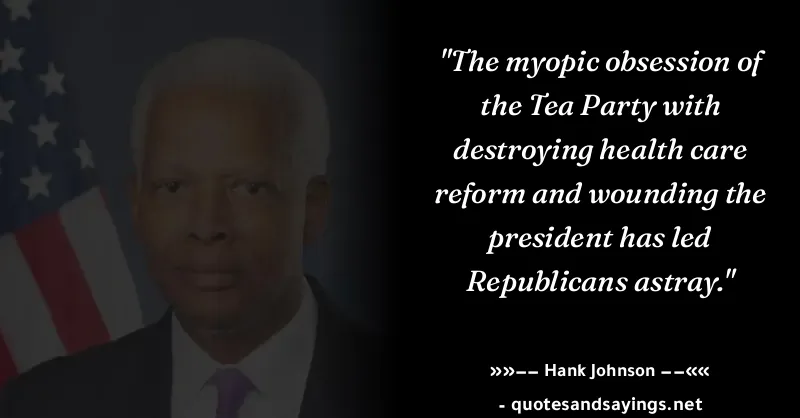 "The myopic obsession of
the Tea Party with
destroying health care
reform and wounding the
president has led
Republicans astray."
»»–– Hank Johnson ––««
- quotesandsayings.net